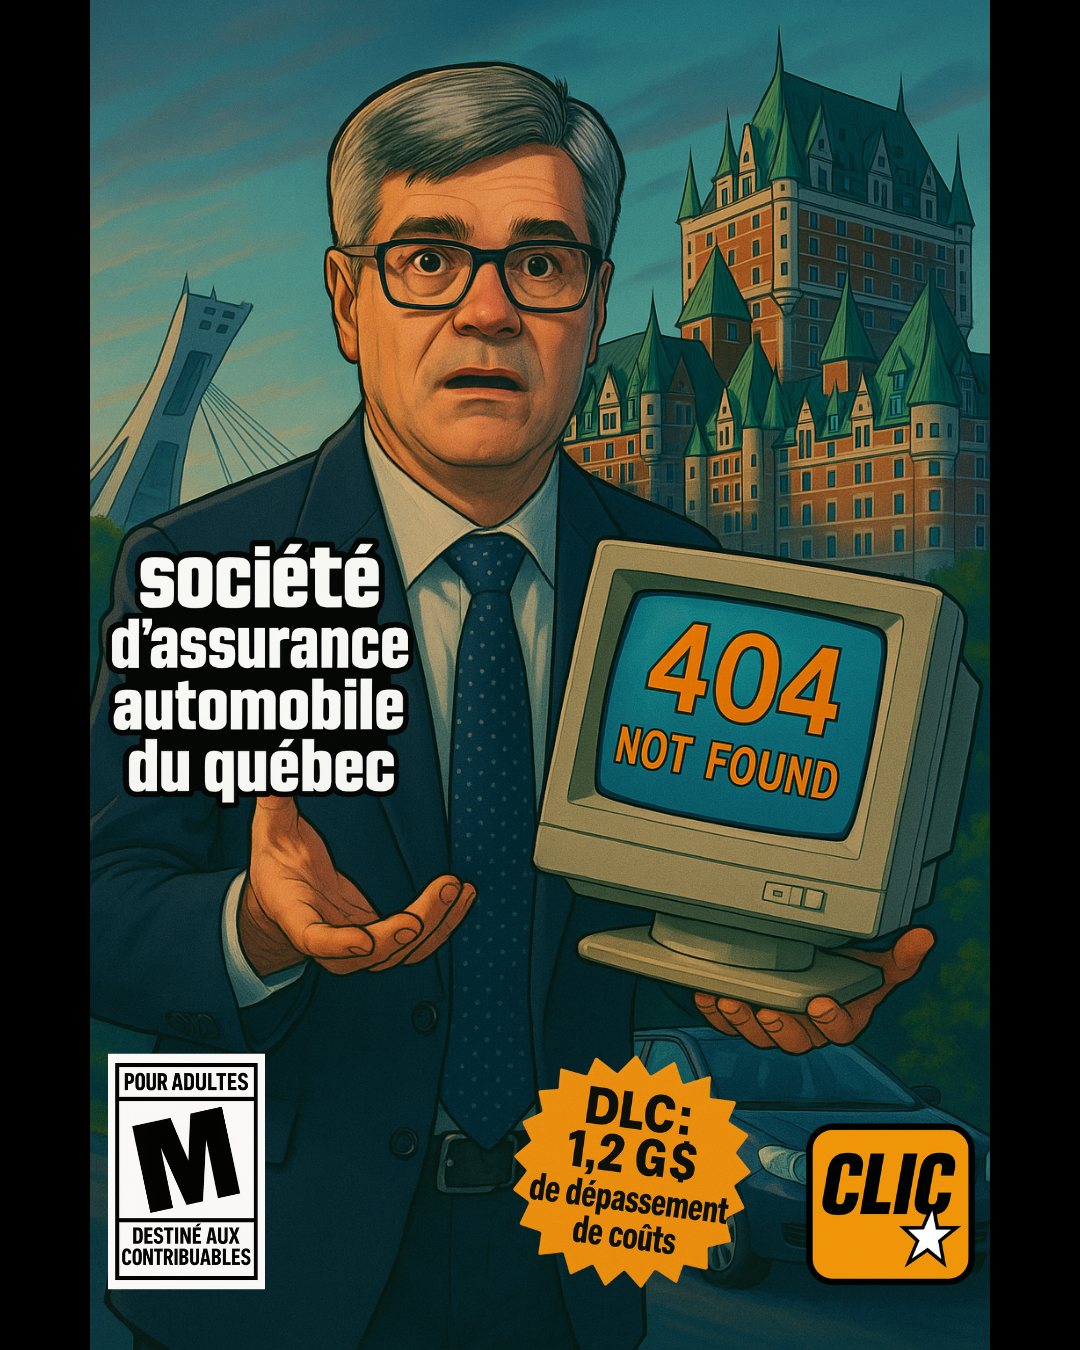 société
d'assurance
automobile
du québec
404
NOT FOUND
POUR ADULTES
M
DESTINÉ AUX
CONTRIBUABLES
DLC:
1,2 G$
de dépassement
de coûts
CLIC